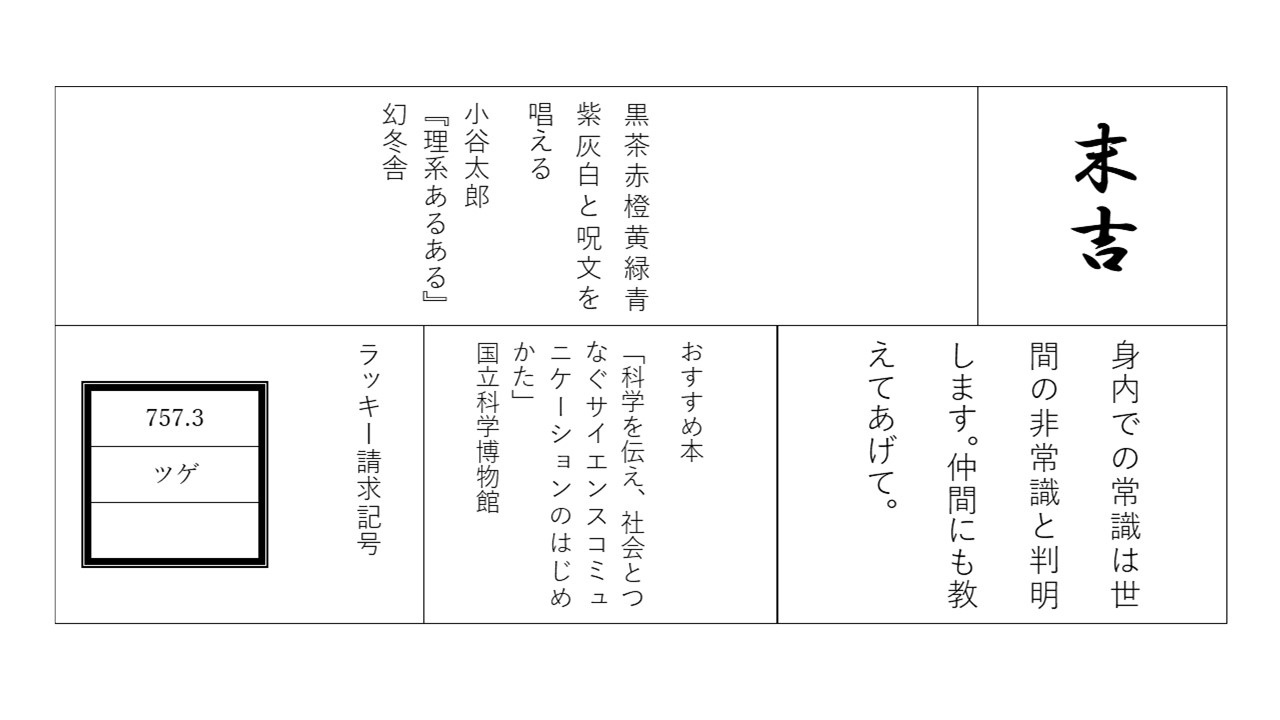 末吉
黒茶赤橙黄緑青
紫灰白と呪文を
唱える
小谷太郎
『理系あるある』
幻冬舎
身内での常識は世
間の非常識と判明
します。仲間にも教
えてあげて。
おすすめ本
「科学を伝え、社会とつ
なぐサイエンスコミュ
ニケーションのはじめ
かた」
国立科学博物館
ラッキー請求記号
757.3
ツゲ